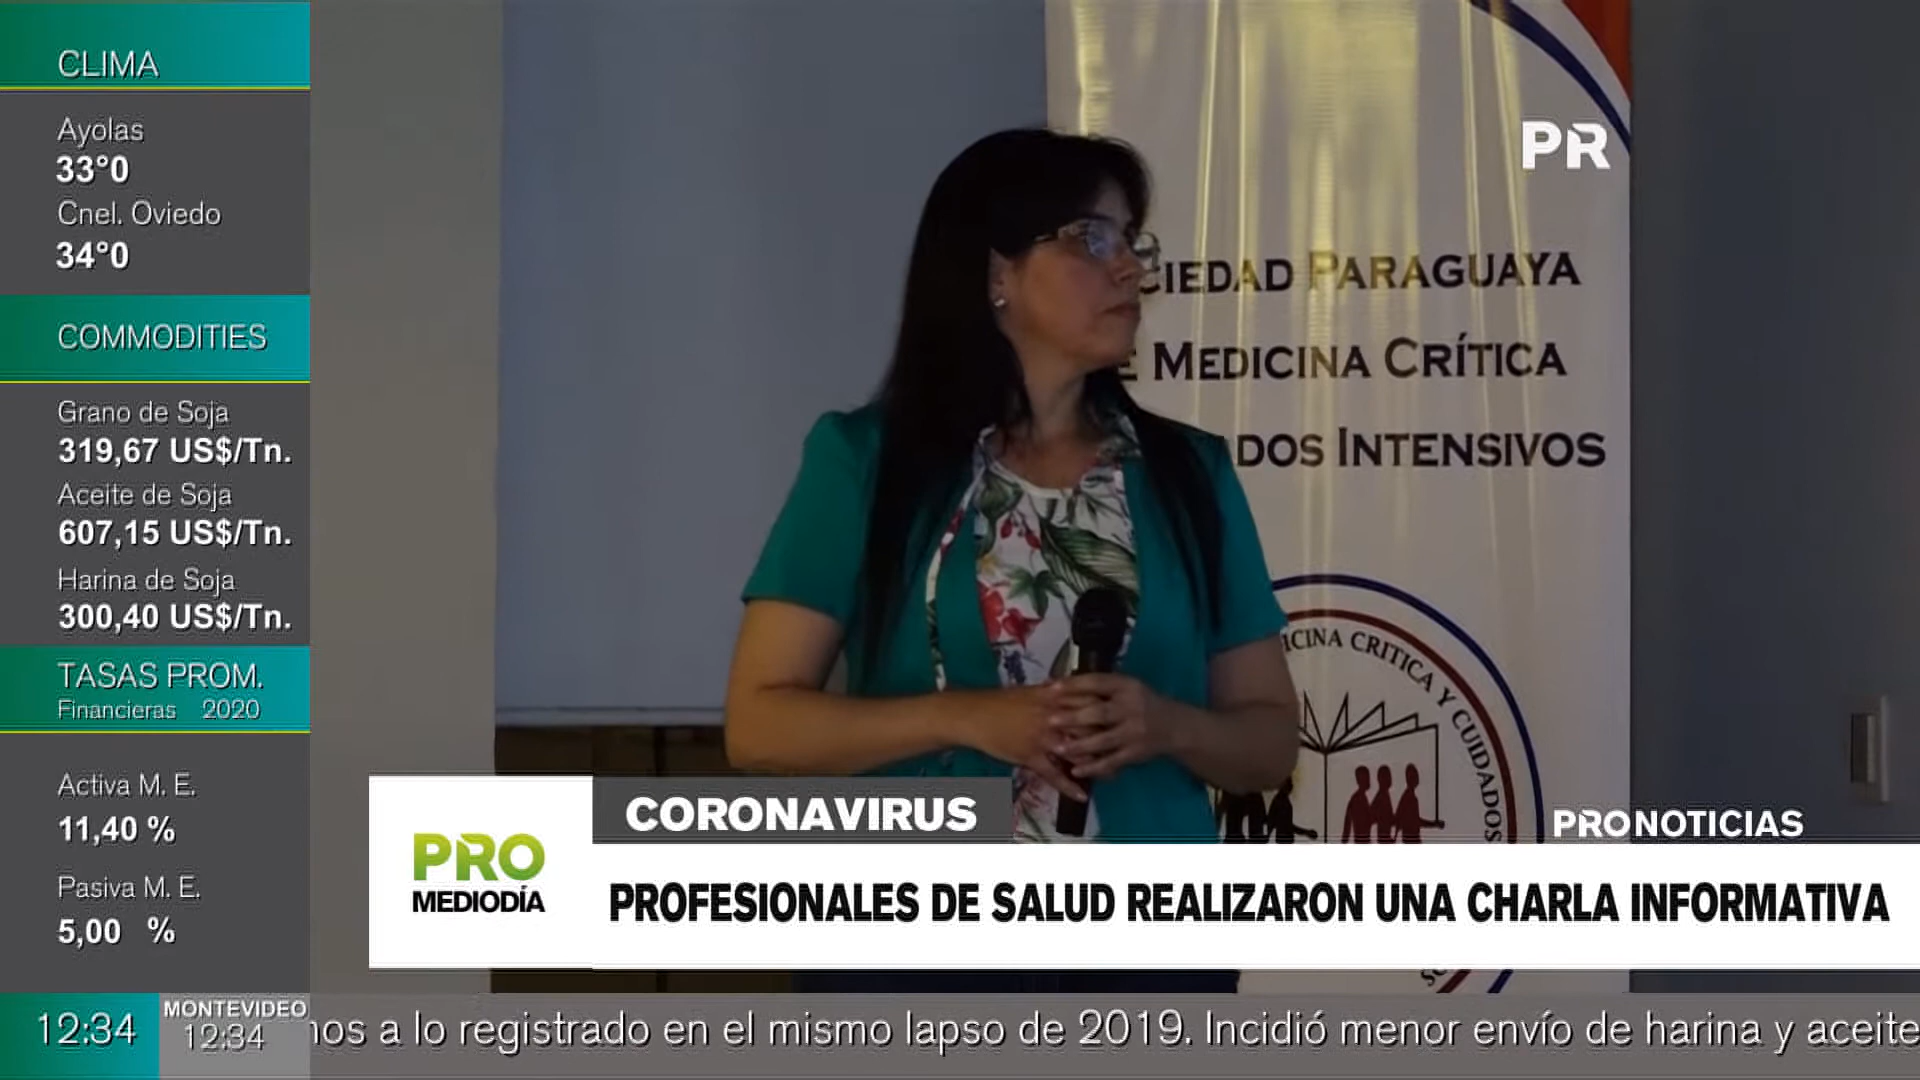 CLIMA
Ayolas
33°0
Cnel. Oviedo
34°0
COMMODITIES
Grano de Soja
319,67 US$/Tn.
Aceite de Soja
607,15 US$/Tn.
Harina de Soja
300,40 US$/Tn.
TASAS PROM.
Financieras 2020
Activa M. E.
11,40 %
Pasiva M. E.
5,00 %
PR
CIEDAD PARAGUAYA
E MEDICINA CRÍTICA
DADOS INTENSIVOS
ICINA CRITICA Y CUIDADOS
PRONOTICIAS
CORONAVIRUS
PRO
MEDIODÍA
PROFESIONALES DE SALUD REALIZARON UNA CHARLA INFORMATIVA
12:34
MONTEVIDEO
12:34
nos a lo registrado en el mismo lapso de 2019. Incidió menor envío de harina y aceite